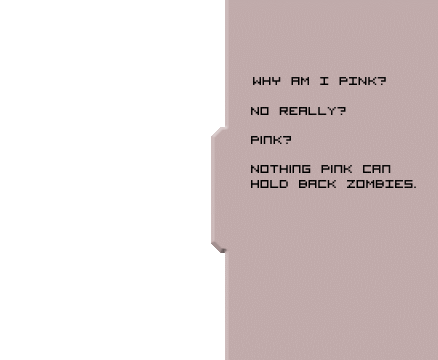 WHY AM I PINK?
NO REALLY?
PINK?
NOTHING PINK CAN
HOLD BACK ZOMBIES.